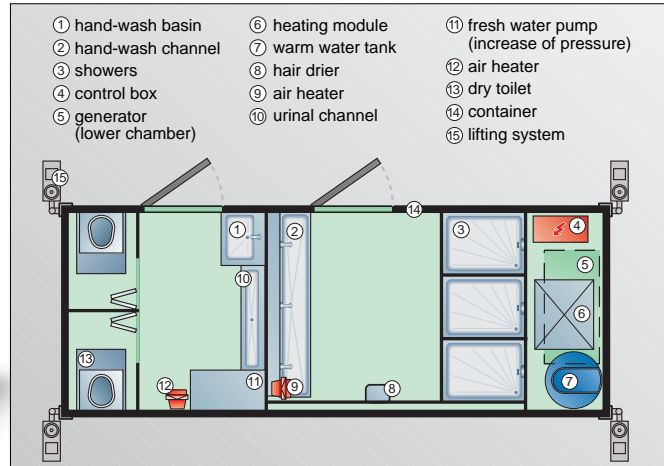 ① hand-wash basin
② hand-wash channel
③ showers
④ control box
⑤ generator
(lower chamber)
⑥ heating module
⑦ warm water tank
⑧ hair drier
⑨ air heater
⑩ urinal channel
⑪ fresh water pump
(increase of pressure)
⑫ air heater
⑬ dry toilet
⑭ container
⑮ lifting system
⑮
⑭
①
②
③
④
⑩
⑤
⑥
⑬
⑫
⑪
⑨
⑧
⑦